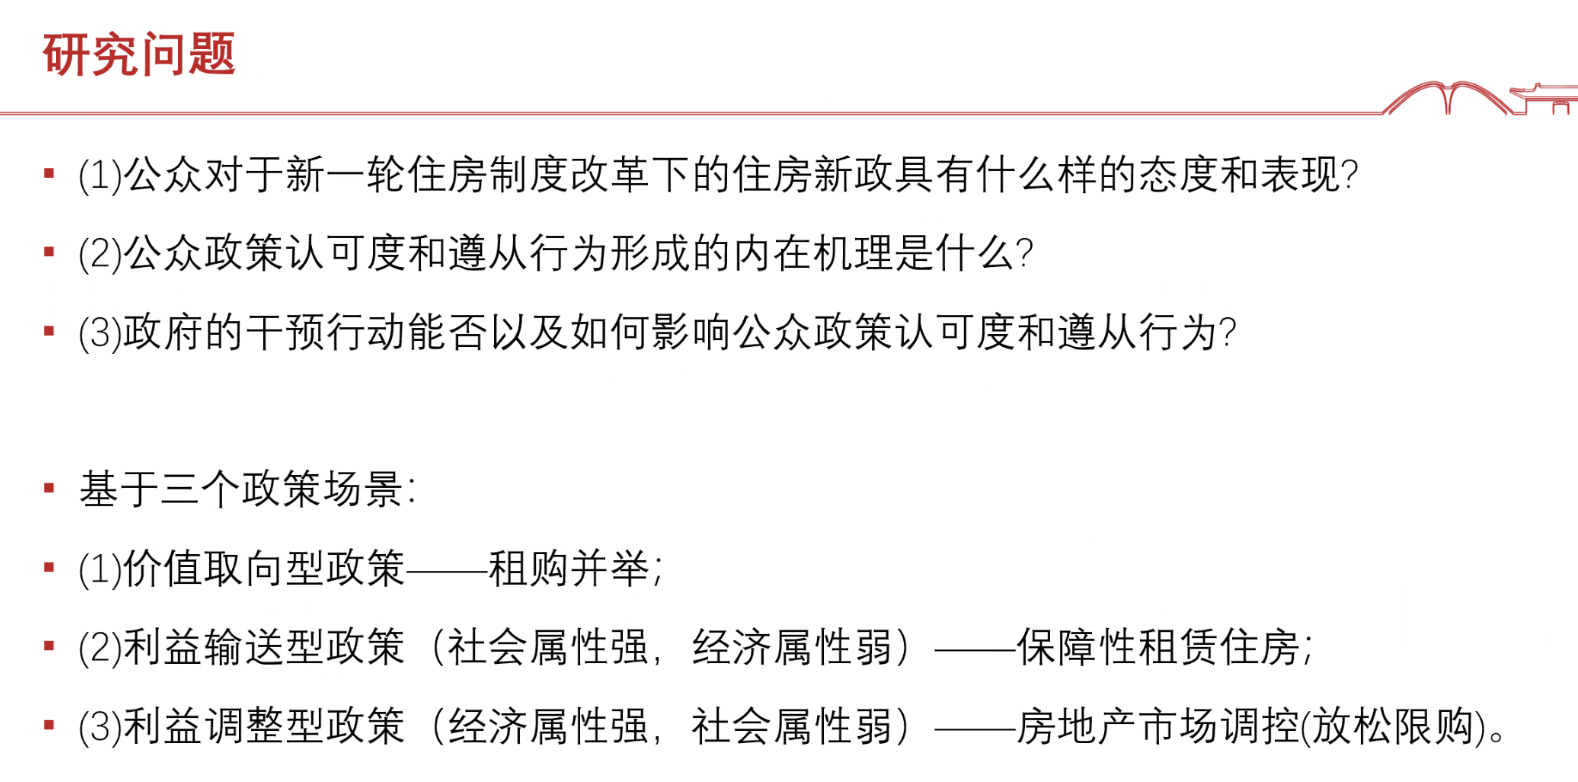 研究问题
(1)公众对于新一轮住房制度改革下的住房新政具有什么样的态度和表现?
(2)公众政策认可度和遵从行为形成的内在机理是什么?
(3)政府的干预行动能否以及如何影响公众政策认可度和遵从行为?
基于三个政策场景:
(1)价值取向型政策——租购并举;
(2)利益输送型政策（社会属性强，经济属性弱）——保障性租赁住房;
(3)利益调整型政策（经济属性强，社会属性弱）——房地产市场调控(放松限购)。